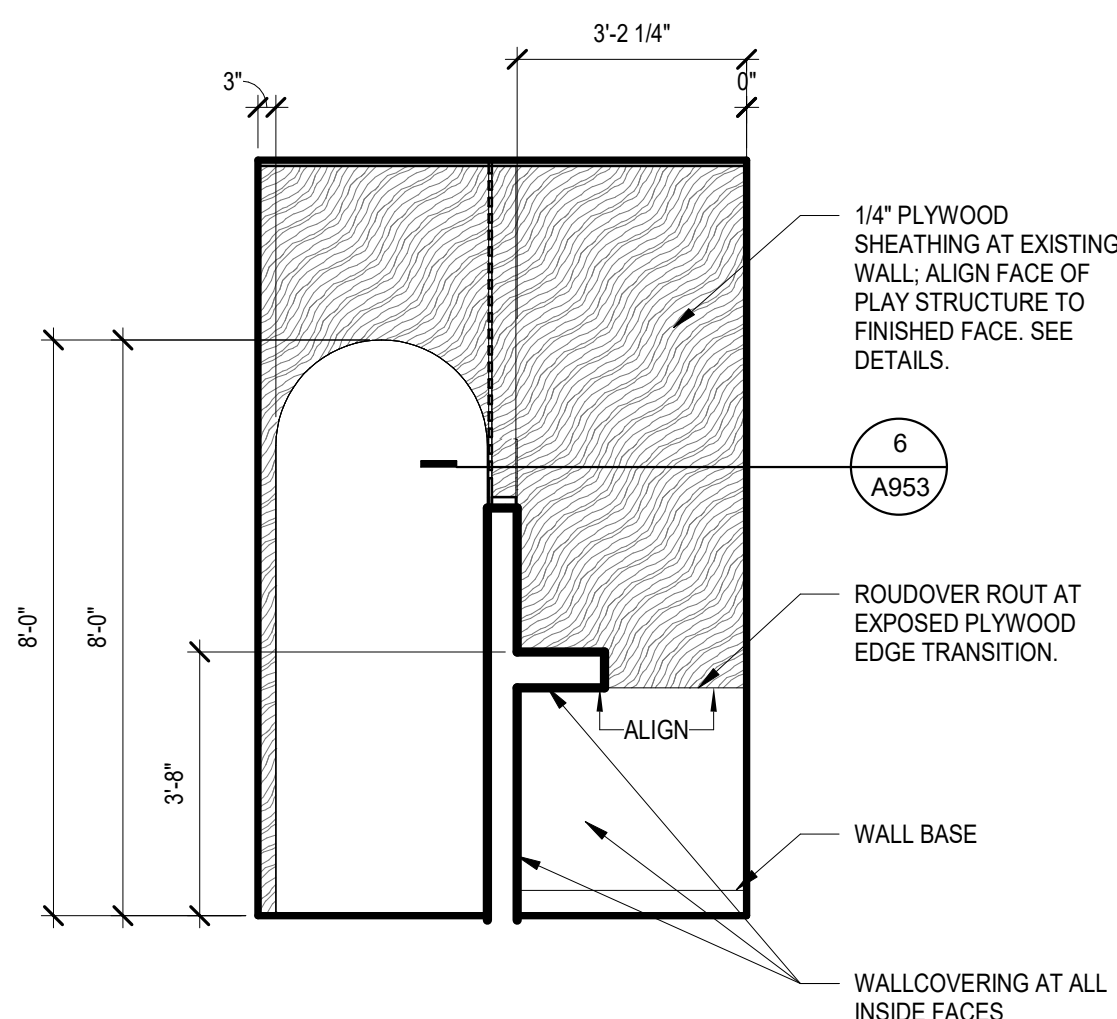 3'-2 1/4"
3"
0"
1/4" PLYWOOD
SHEATHING AT EXISTING
WALL; ALIGN FACE OF
PLAY STRUCTURE TO
FINISHED FACE. SEE
DETAILS.
6
A953
8'-0"
8'-0"
ROUDOVER ROUT AT
EXPOSED PLYWOOD
EDGE TRANSITION.
ALIGN
3'-8"
WALL BASE
WALLCOVERING AT ALL
INSIDE FACES